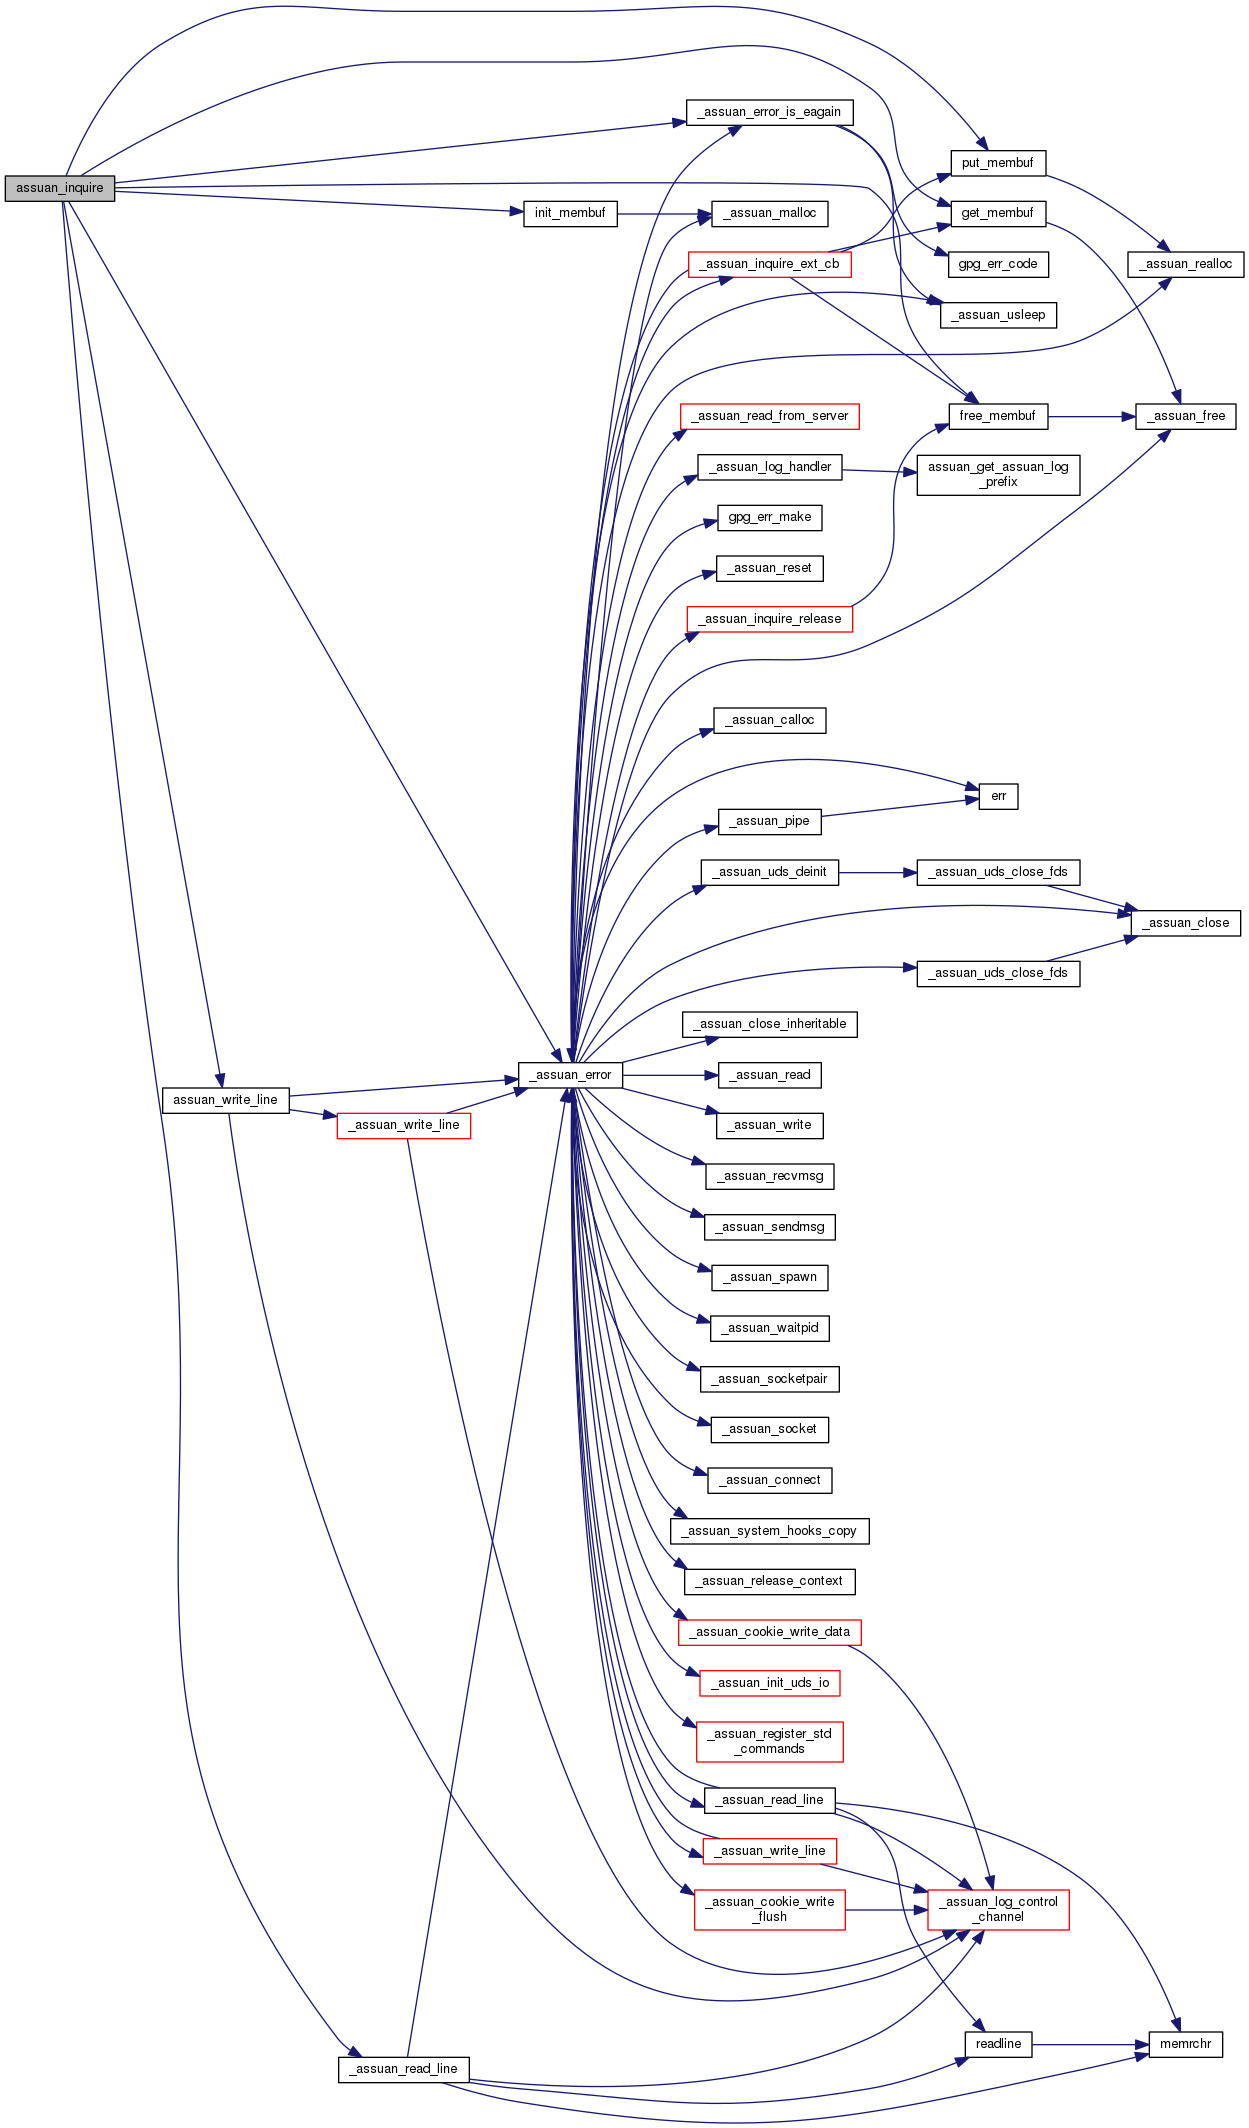 _assuan_error_is_eagain
put_membuf
assuan_inquire
init_membuf
_assuan_malloc
get_membuf
_assuan_inquire_ext_cb
gpg_err_code
_assuan_realloc
_assuan_usleep
_assuan_read_from_server
free_membuf
_assuan_free
_assuan_log_handler
assuan_get_assuan_log
_prefix
gpg_err_make
_assuan_reset
_assuan_inquire_release
_assuan_calloc
err
_assuan_pipe
_assuan_uds_deinit
_assuan_uds_close_fds
_assuan_close
_assuan_uds_close_fds
_assuan_close_inheritable
_assuan_error
_assuan_read
assuan_write_line
_assuan_write_line
_assuan_write
_assuan_recvmsg
_assuan_sendmsg
_assuan_spawn
_assuan_waitpid
_assuan_socketpair
_assuan_socket
_assuan_connect
_assuan_system_hooks_copy
_assuan_release_context
_assuan_cookie_write_data
_assuan_init_uds_io
_assuan_register_std
_commands
_assuan_read_line
_assuan_write_line
_assuan_cookie_write
_flush
_assuan_log_control
_channel
readline
memrchr
_assuan_read_line